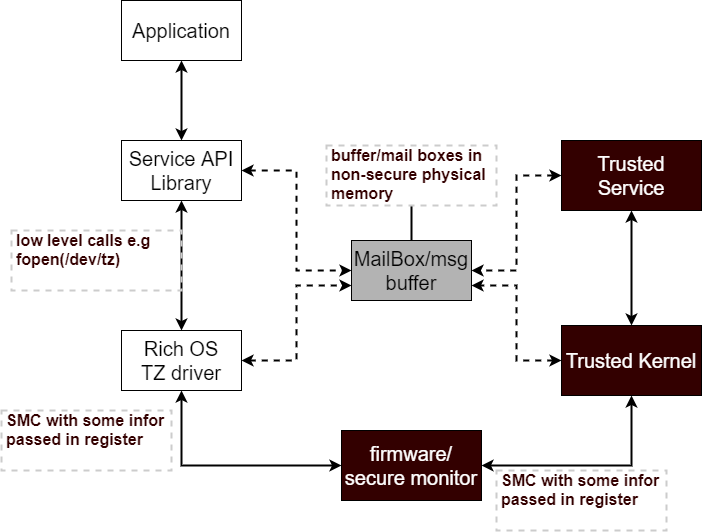 Application
Service API
Library
buffer/mail boxes in
non-secure physical
memory
Trusted
Service
low level calls e.g
fopen(/dev/tz)
MailBox/msg
buffer
Rich OS
TZ driver
Trusted Kernel
SMC with some infor
passed in register
firmware/
secure monitor
SMC with some infor
passed in register